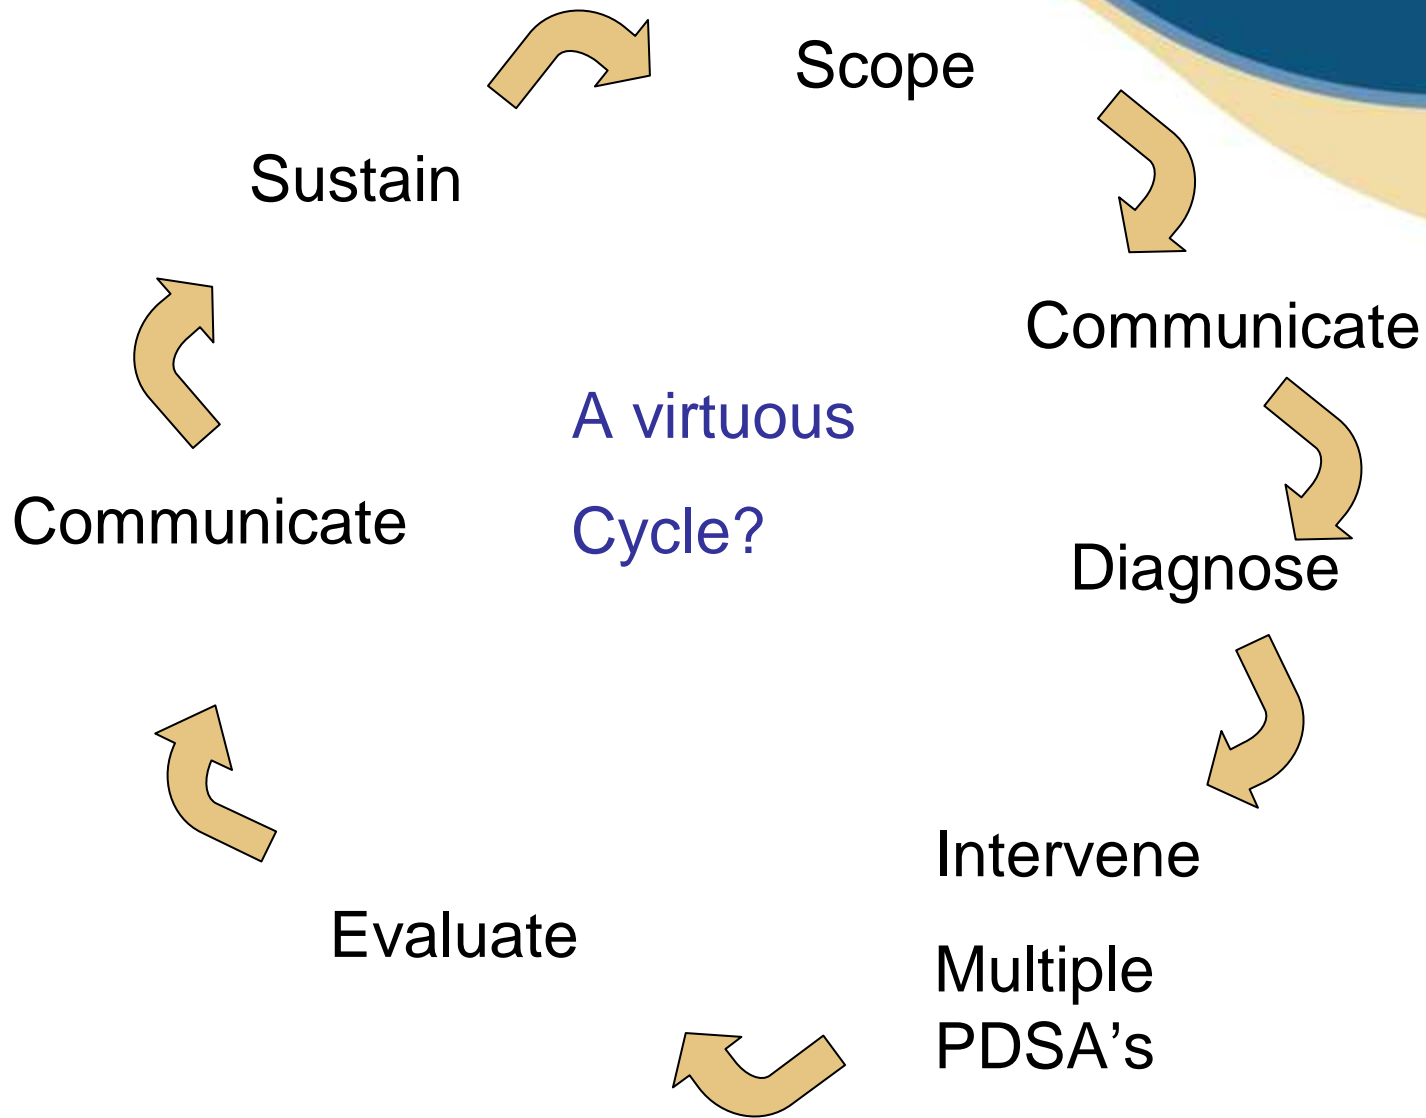 Scope
Sustain
Communicate
A virtuous
Cycle?
Communicate
Diagnose
Intervene
Evaluate
Multiple
PDSA’s